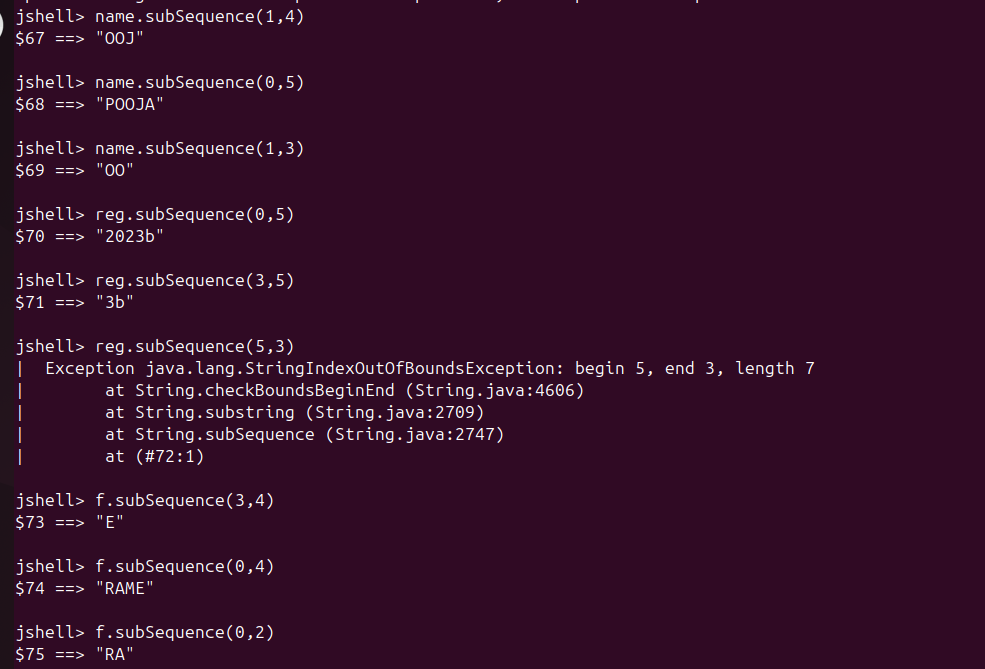 jshell> name.subSequence(1,4)
$67 ==> "OOJ"
jshell> name.subSequence(0,5)
$68 ==> "POOJA"
jshell> name.subSequence(1,3)
$69 ==> "OO"
jshell> reg.subSequence(0,5)
$70 ==> "2023b"
jshell> reg.subSequence(3,5)
$71 ==> "3b"
jshell> reg.subSequence(5,3)
|  Exception java.lang.StringIndexOutOfBoundsException: begin 5, end 3, length 7
|        at String.checkBoundsBeginEnd (String.java:4606)
|        at String.substring (String.java:2709)
|        at String.subSequence (String.java:2747)
|        at (#72:1)
jshell> f.subSequence(3,4)
$73 ==> "E"
jshell> f.subSequence(0,4)
$74 ==> "RAME"
jshell> f.subSequence(0,2)
$75 ==> "RA"